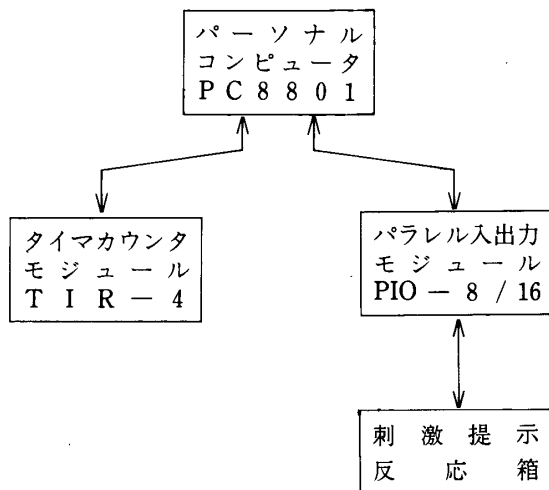 パーソナル
コンピュータ
PC8801
タイマカウンタ
モジュール
TIR－4
パラレル入出力
モジュール
PIO－8／16
刺激提示
反応箱